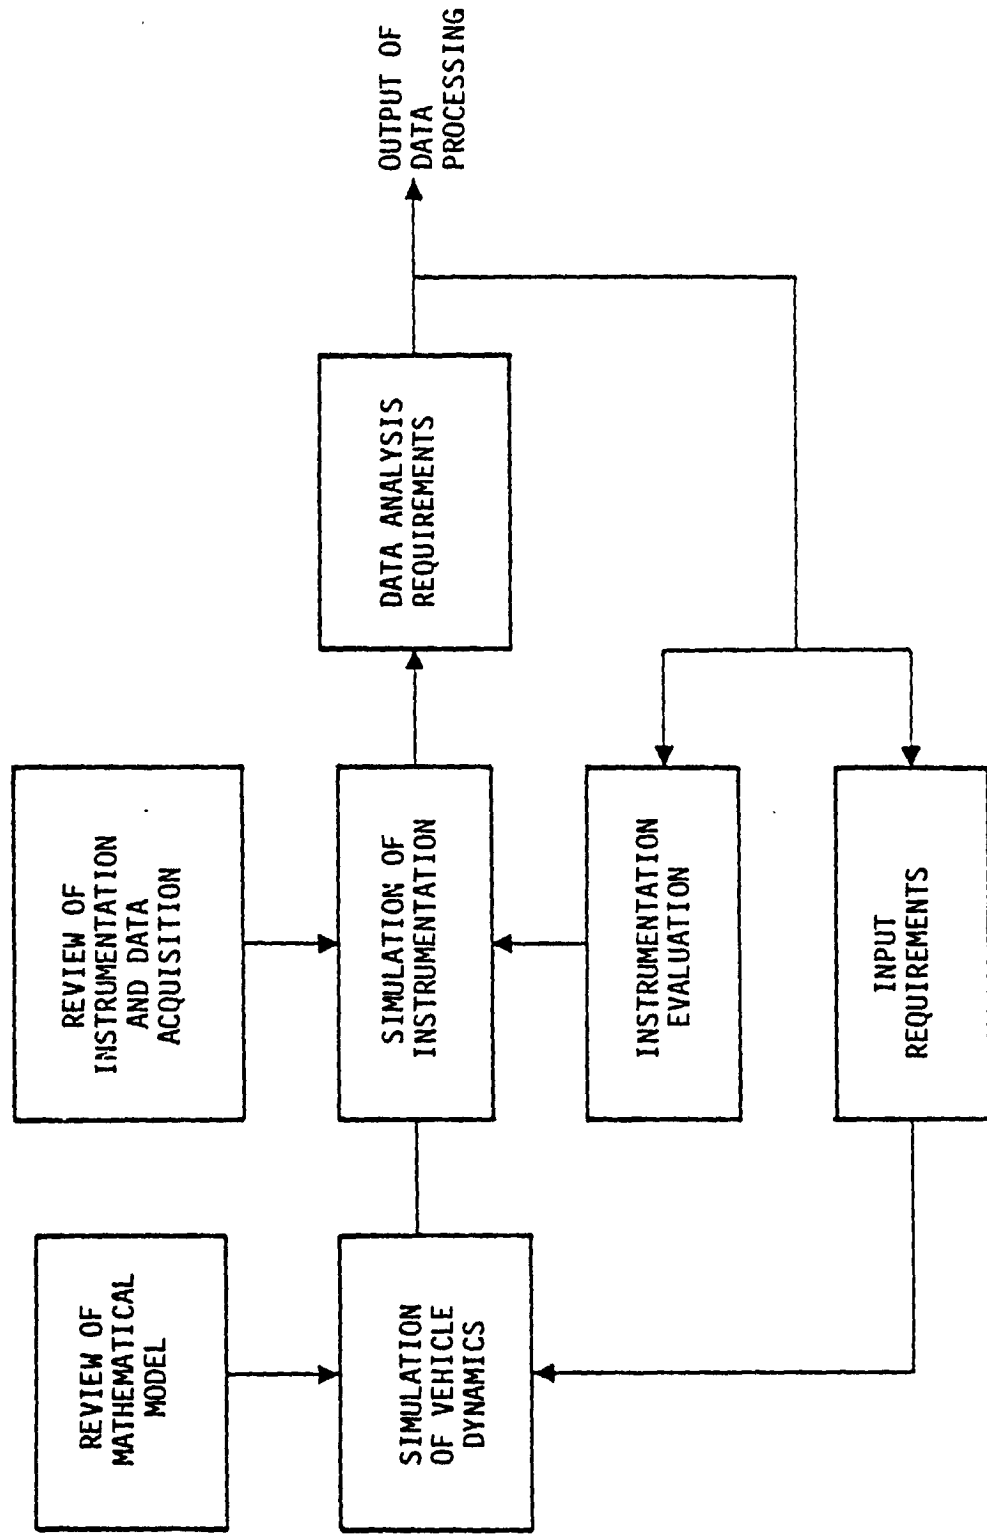 REVIEW OF
MATHEMATICAL
MODEL
REVIEW OF
INSTRUMENTATION
AND DATA
ACQUISITION
SIMULATION
OF VEHICLE
DYNAMICS
SIMULATION OF
INSTRUMENTATION
DATA ANALYSIS
REQUIREMENTS
OUTPUT OF
DATA
PROCESSING
INSTRUMENTATION
EVALUATION
INPUT
REQUIREMENTS